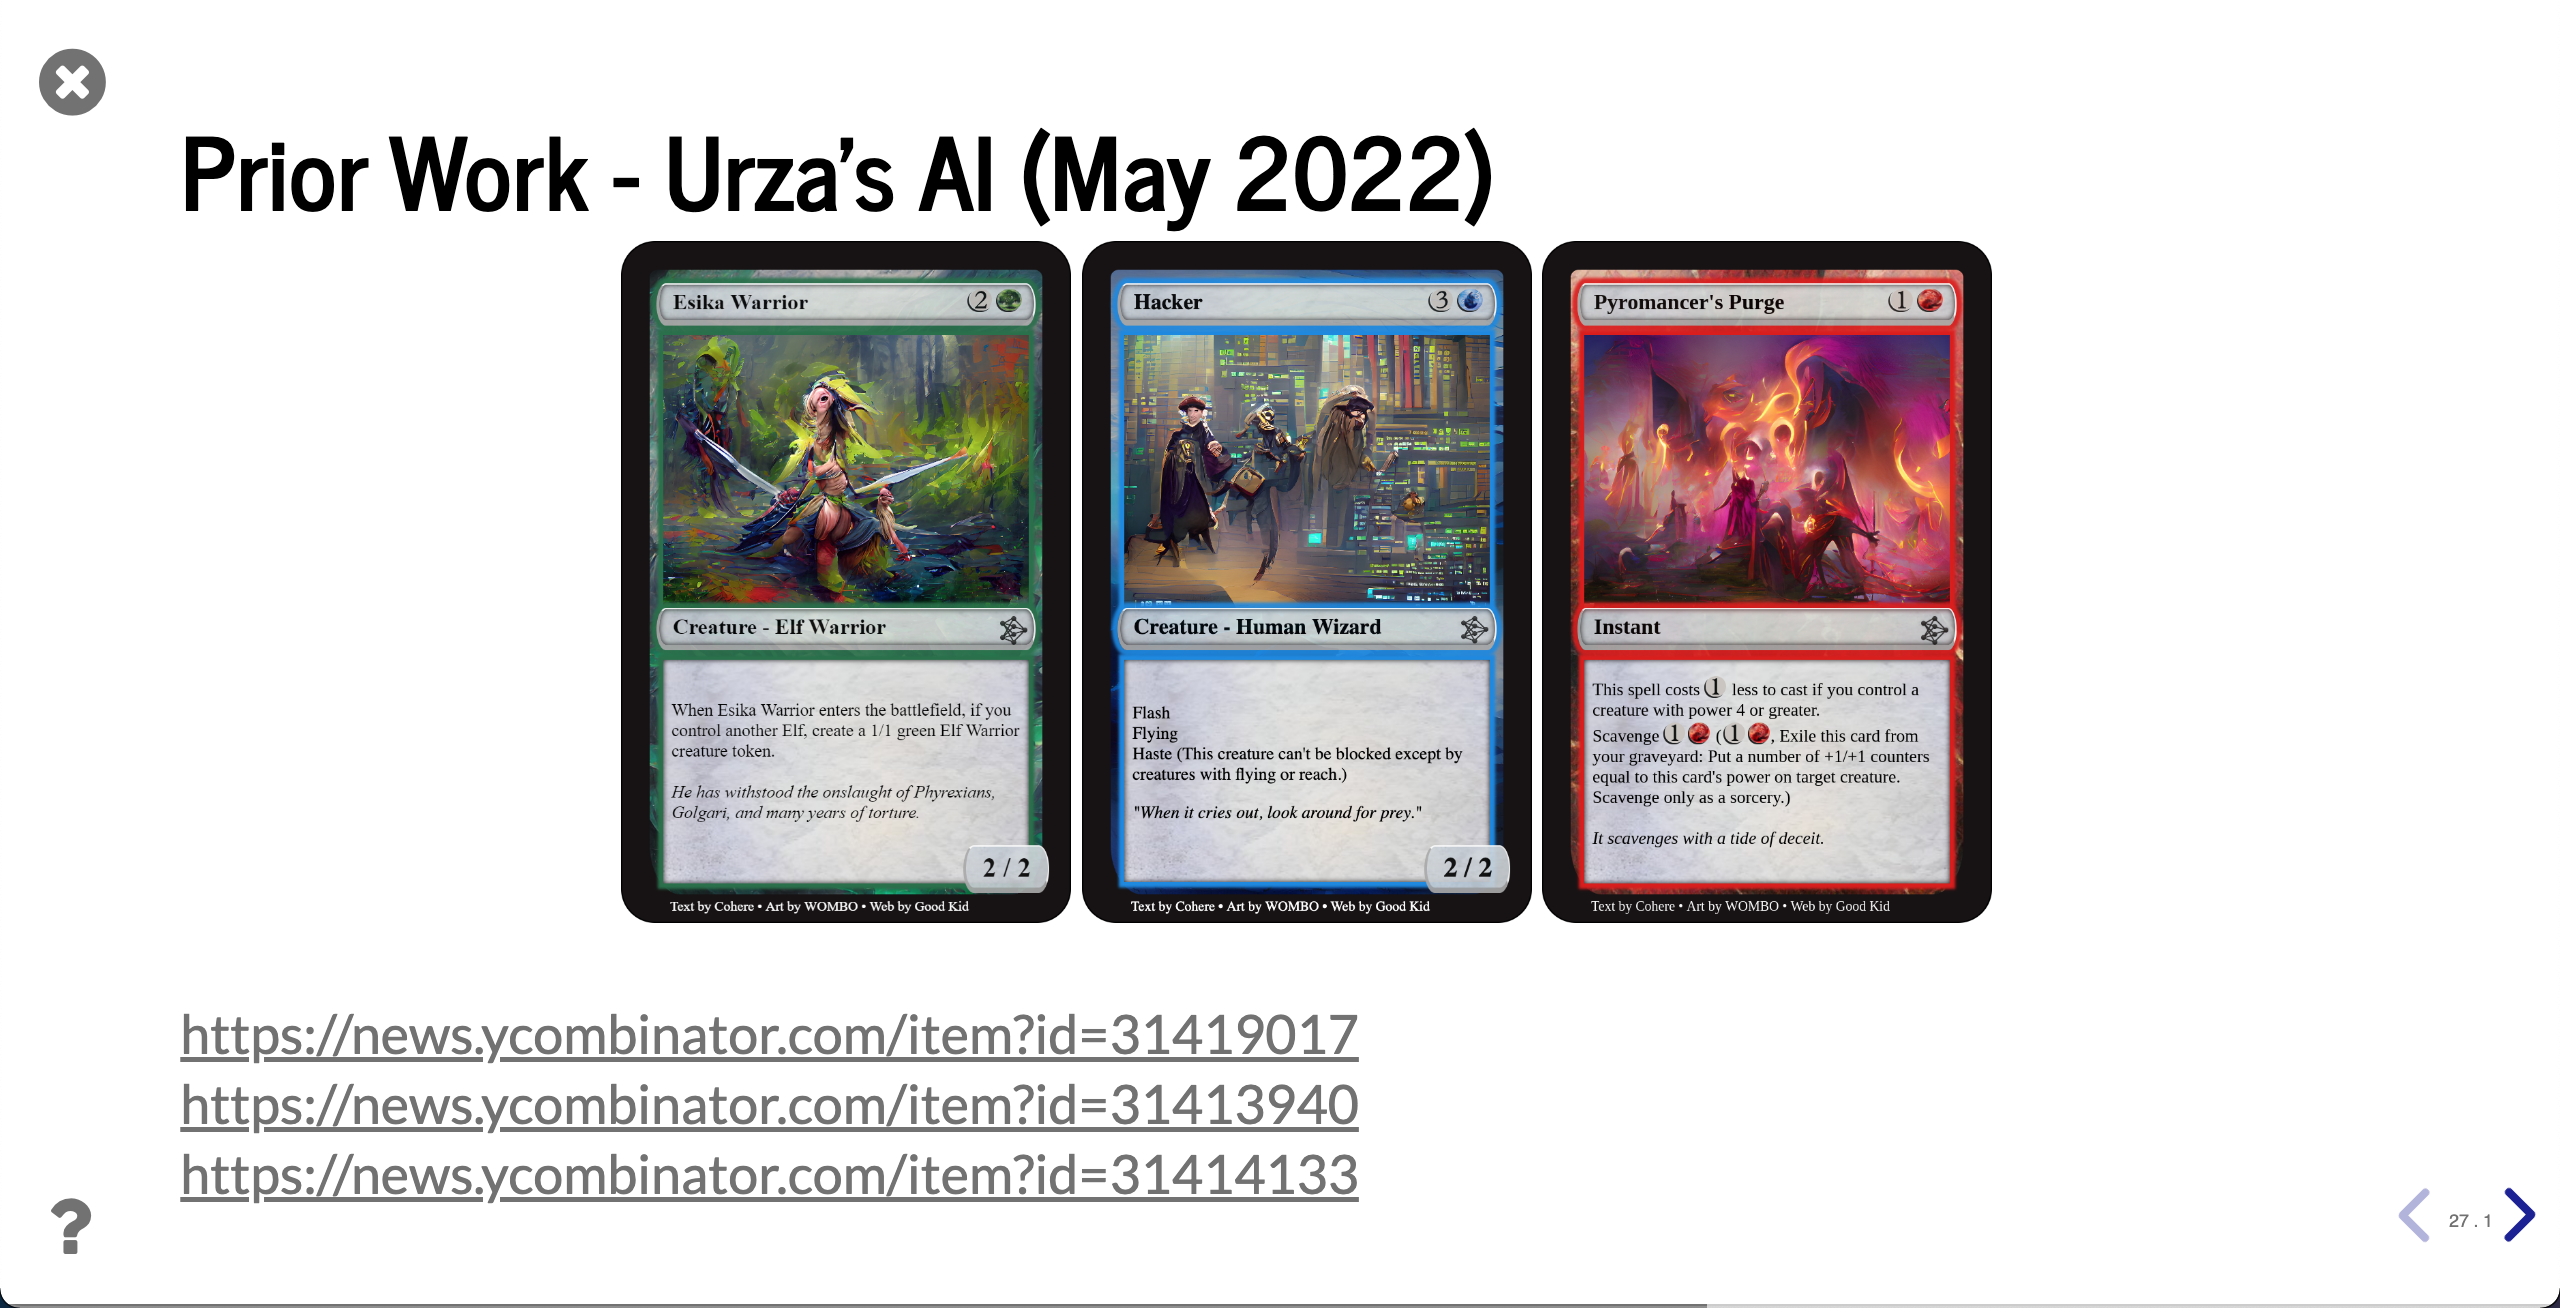 Prior Work - Urza's AI (May 2022)
Esika Warrior 2
Creature - Elf Warrior
When Esika Warrior enters the battlefield, if you
control another Elf, create a 1/1 green Elf Warrior
creature token.
He has withstood the onslaught of Phyrexians,
Golgari, and many years of torture.
2 / 2
Text by Cohere • Art by WOMBO • Web by Good Kid
Hacker 3
Creature - Human Wizard
Flash
Flying
Haste (This creature can't be blocked except by
creatures with flying or reach.)
"When it cries out, look around for prey."
2 / 2
Text by Cohere • Art by WOMBO • Web by Good Kid
Pyromancer's Purge 1
Instant
This spell costs 1 less to cast if you control a
creature with power 4 or greater.
Scavenge 1 (1 , Exile this card from
your graveyard: Put a number of +1/+1 counters
equal to this card's power on target creature.
Scavenge only as a sorcery.)
It scavenges with a tide of deceit.
Text by Cohere • Art by WOMBO • Web by Good Kid
https://news.ycombinator.com/item?id=31419017
https://news.ycombinator.com/item?id=31413940
https://news.ycombinator.com/item?id=31414133
?
27 . 1